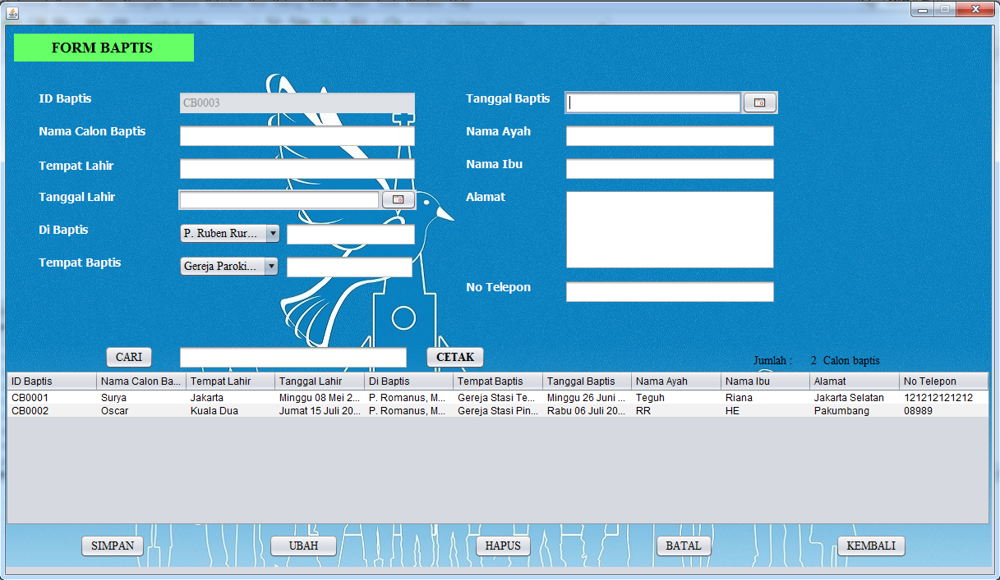 FORM BAPTIS
ID Baptis CB0003
Nama Calon Baptis
Tempat Lahir
Tanggal Lahir
Di Baptis P. Ruben Rur...
Tempat Baptis Gereja Paroki...
Tanggal Baptis
Nama Ayah
Nama Ibu
Alamat
No Telepon
CARI CETAK
Jumlah : 2 Calon baptis
ID Baptis Nama Calon Ba... Tempat Lahir Tanggal Lahir Di Baptis Tempat Baptis Tanggal Baptis Nama Ayah Nama Ibu Alamat No Telepon
CB0001 Surya Jakarta Minggu 08 Mei 2... P. Romanus, M... Gereja Stasi Te... Minggu 26 Juni ... Teguh Riana Jakarta Selatan 121212121212
CB0002 Oscar Kuala Dua Jumat 15 Juli 20... P. Romanus, M... Gereja Stasi Pin... Rabu 06 Juli 20... RR HE Pakumbang 08989
SIMPAN UBAH HAPUS BATAL KEMBALI